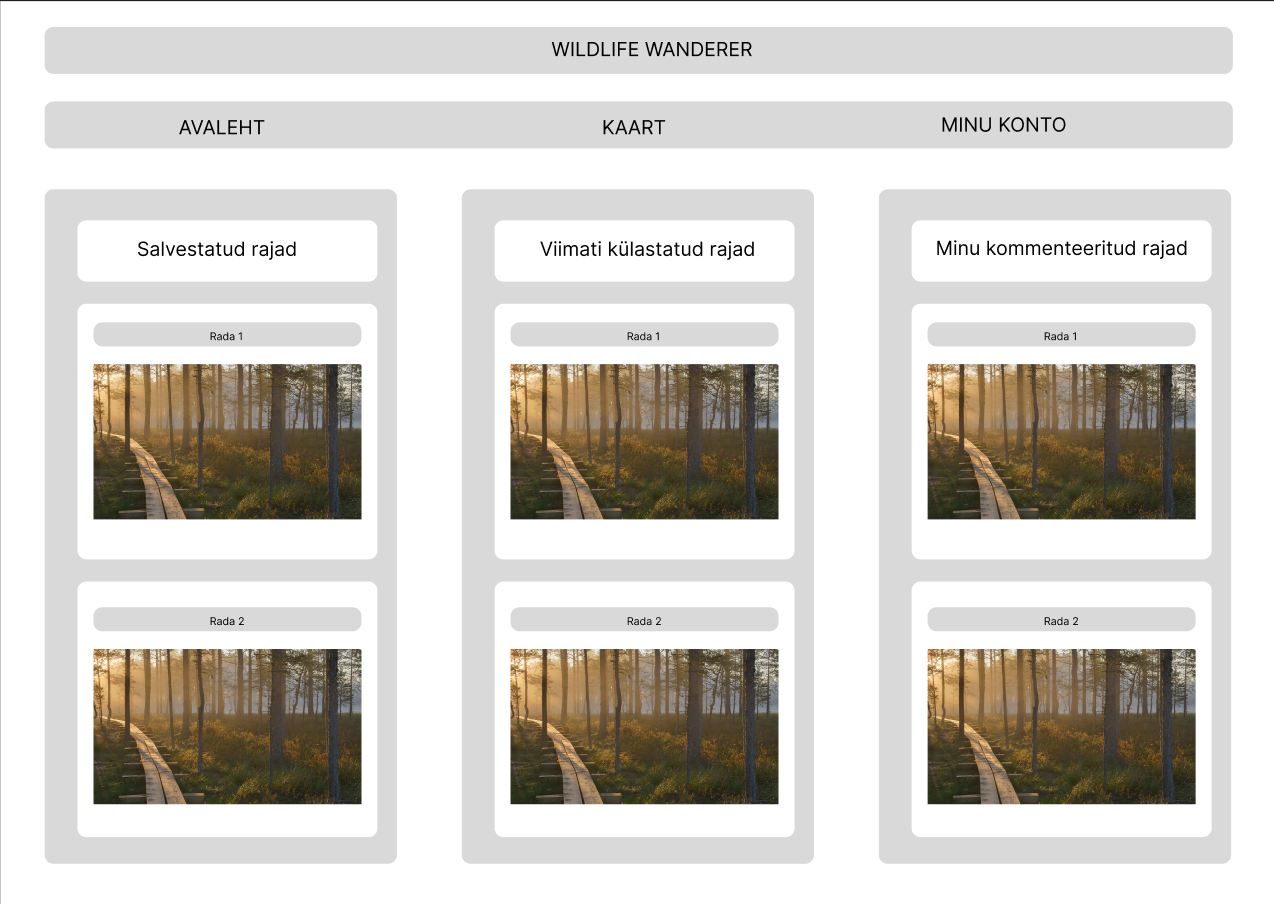 WILDLIFE WANDERER
AVALEHT
KAART
MINU KONTO
Salvestatud rajad
Rada 1
Rada 2
Viimati külastatud rajad
Rada 1
Rada 2
Minu kommenteeritud rajad
Rada 1
Rada 2